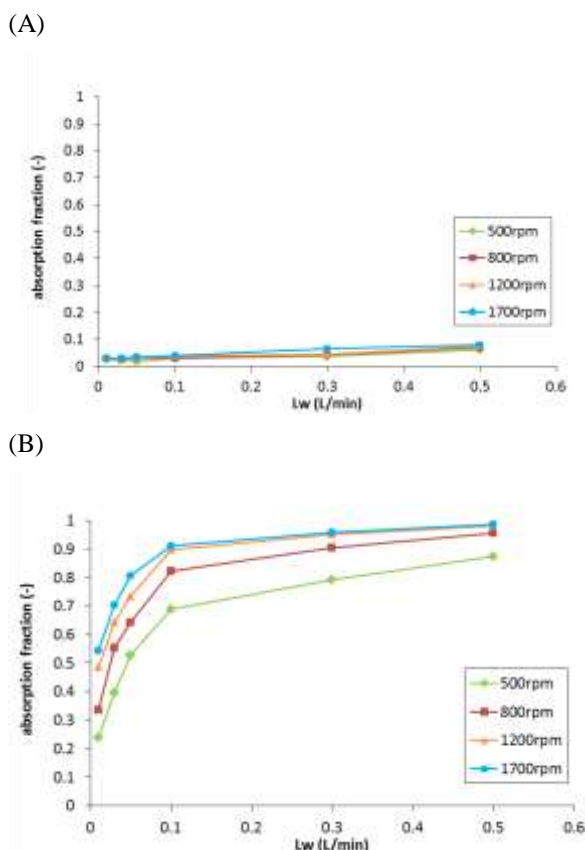 (A)
1
0.9
0.8
0.7
0.6
0.5
0.4
0.3
0.2
0.1
0
absorption fraction (-)
500rpm
800rpm
1200rpm
1700rpm
0 0.1 0.2 0.3 0.4 0.5 0.6
Lw (L/min)
(B)
1
0.9
0.8
0.7
0.6
0.5
0.4
0.3
0.2
0.1
0
absorption fraction (-)
500rpm
800rpm
1200rpm
1700rpm
0 0.1 0.2 0.3 0.4 0.5 0.6
Lw (L/min)